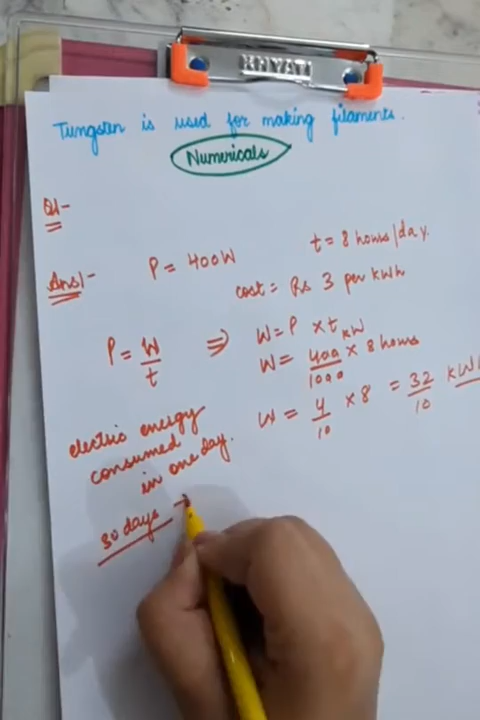 KHYATI
Tungsten is used for making filaments.
Numericals
Q1-
Ans1- P = 400W t = 8 hours/day.
cost = Rs 3 per kWh
P = W/t ⇒ W = P × t
W = 400/1000 kW × 8 hours
W = 4/10 × 8 = 32/10 kWh
electric energy
consumed
in one day.
30 days